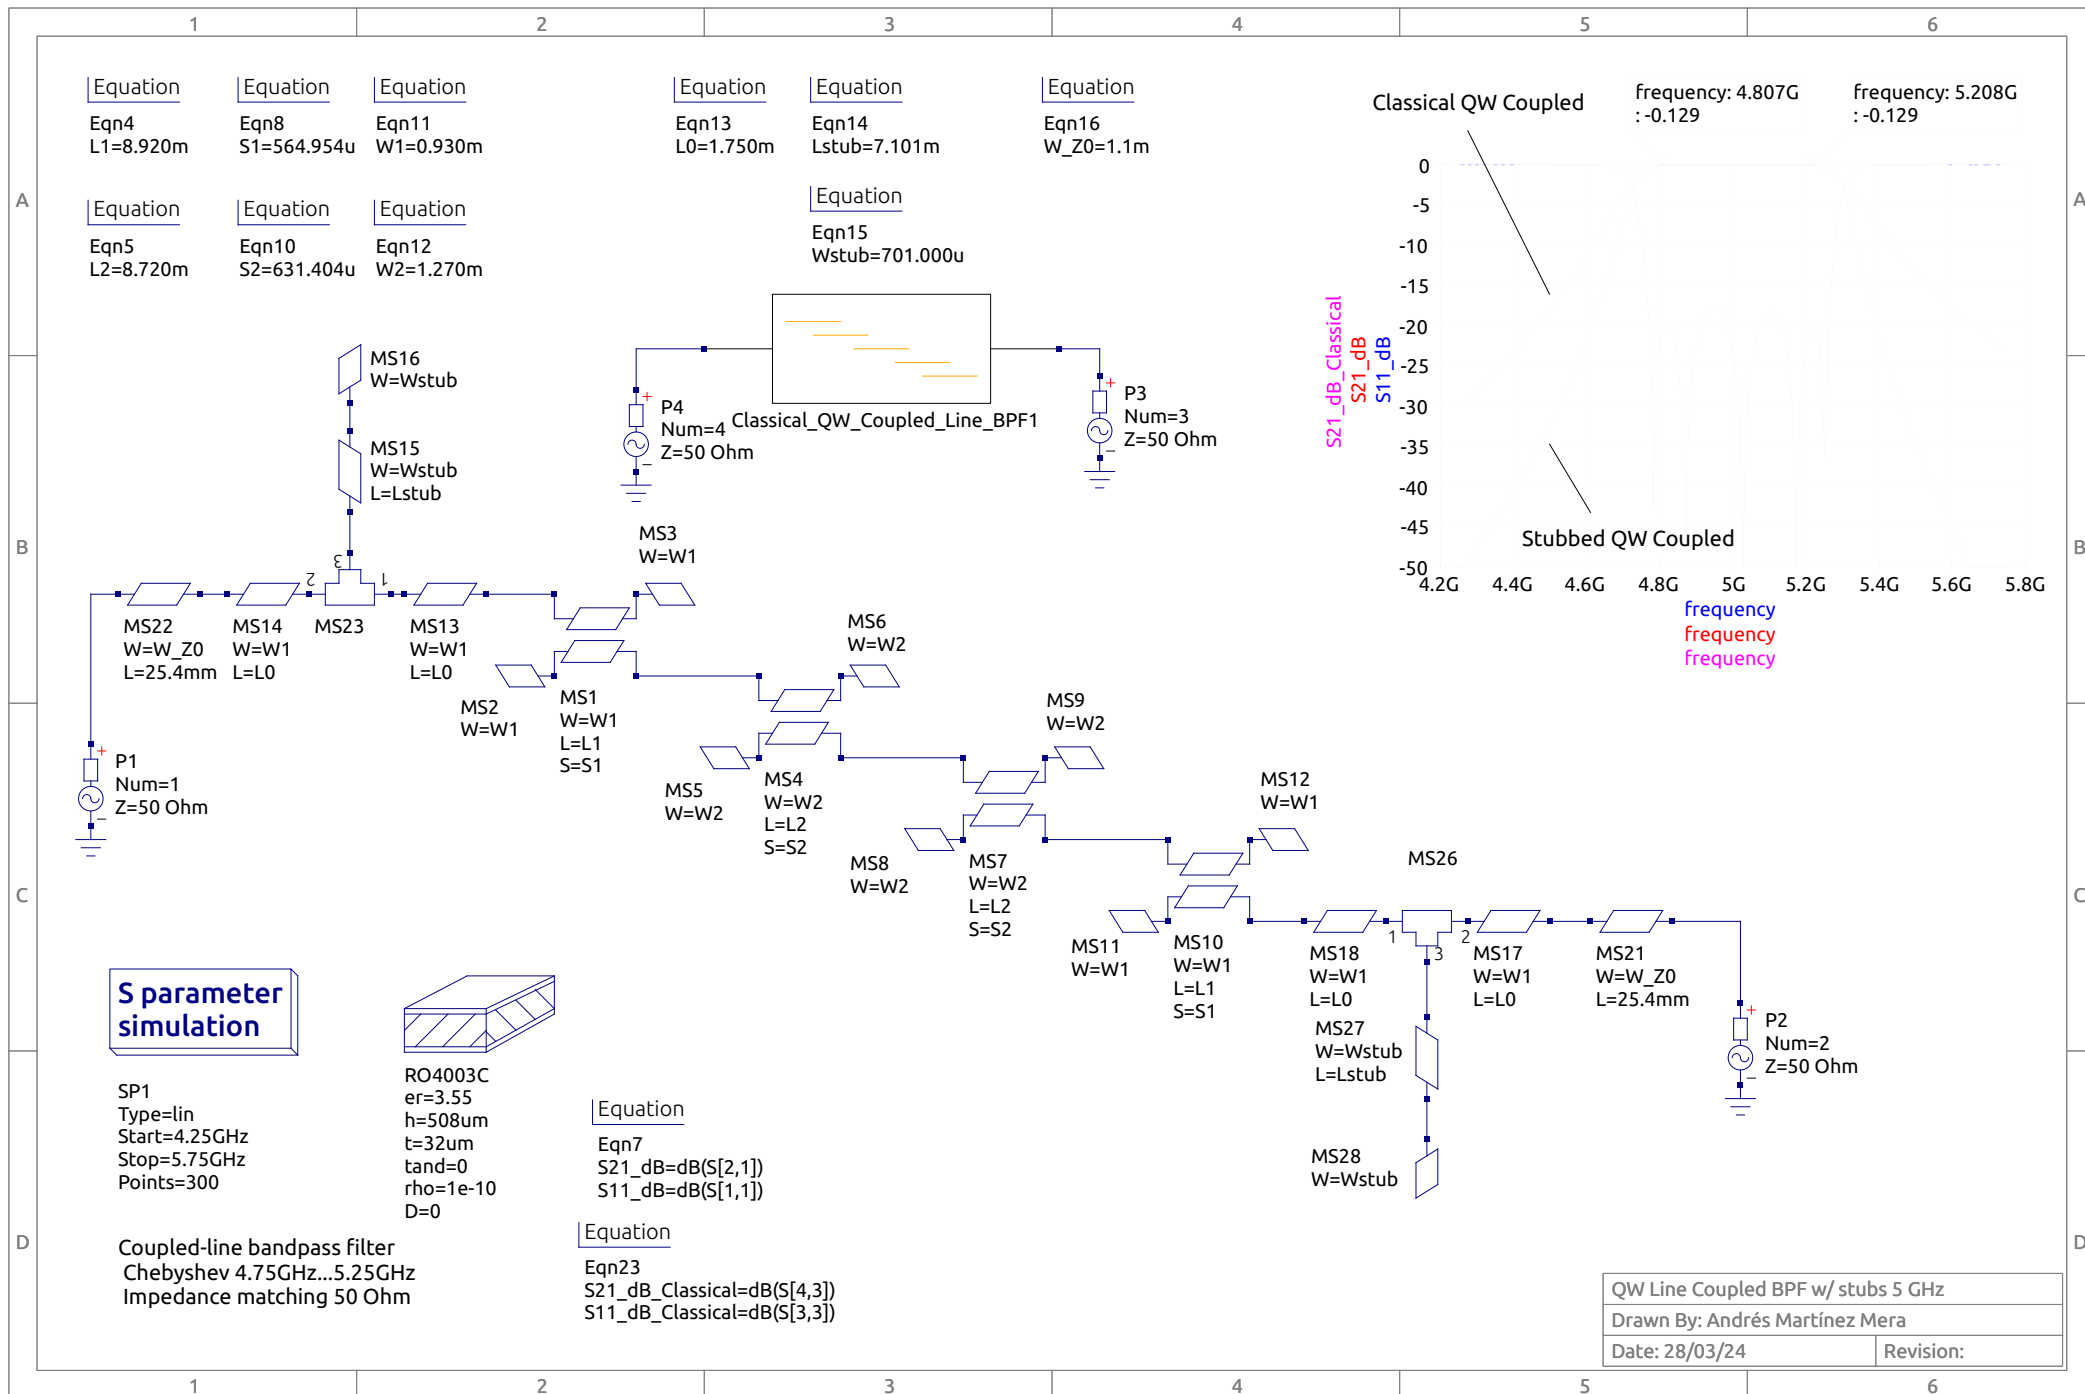 1 2 3 4 5 6
Equation Equation Equation Equation Equation Equation
Eqn4
L1=8.920m
Eqn8
S1=564.954u
Eqn11
W1=0.930m
Eqn13
L0=1.750m
Eqn14
Lstub=7.101m
Eqn16
W_Z0=1.1m
A
A
Equation Equation Equation
Equation
Eqn5
L2=8.720m
Eqn10
S2=631.404u
Eqn12
W2=1.270m
Eqn15
Wstub=701.000u
Classical QW Coupled
frequency: 4.807G
: -0.129
frequency: 5.208G
: -0.129
0
-5
-10
-15
-20
-25
-30
-35
-40
-45
-50
S21_dB_Classical
S21_dB
S11_dB
Stubbed QW Coupled
4.2G 4.4G 4.6G 4.8G 5G 5.2G 5.4G 5.6G 5.8G
frequency
frequency
frequency
MS16
W=Wstub
MS15
W=Wstub
L=Lstub
P4
Num=4
Z=50 Ohm
Classical_QW_Coupled_Line_BPF1
P3
Num=3
Z=50 Ohm
B
B
3
2
1
MS22
W=W_Z0
L=25.4mm
MS14
W=W1
L=L0
MS23
MS13
W=W1
L=L0
MS3
W=W1
MS2
W=W1
MS1
W=W1
L=L1
S=S1
MS6
W=W2
MS5
W=W2
MS4
W=W2
L=L2
S=S2
MS9
W=W2
MS8
W=W2
MS7
W=W2
L=L2
S=S2
MS12
W=W1
MS11
W=W1
MS10
W=W1
L=L1
S=S1
P1
Num=1
Z=50 Ohm
C
C
MS26
1
2
3
MS18
W=W1
L=L0
MS17
W=W1
L=L0
MS21
W=W_Z0
L=25.4mm
MS27
W=Wstub
L=Lstub
MS28
W=Wstub
P2
Num=2
Z=50 Ohm
S parameter
simulation
SP1
Type=lin
Start=4.25GHz
Stop=5.75GHz
Points=300
RO4003C
er=3.55
h=508um
t=32um
tand=0
rho=1e-10
D=0
Equation
Eqn7
S21_dB=dB(S[2,1])
S11_dB=dB(S[1,1])
Equation
Eqn23
S21_dB_Classical=dB(S[4,3])
S11_dB_Classical=dB(S[3,3])
D
D
Coupled-line bandpass filter
Chebyshev 4.75GHz...5.25GHz
Impedance matching 50 Ohm
QW Line Coupled BPF w/ stubs 5 GHz
Drawn By: Andrés Martínez Mera
Date: 28/03/24
Revision:
1 2 3 4 5 6